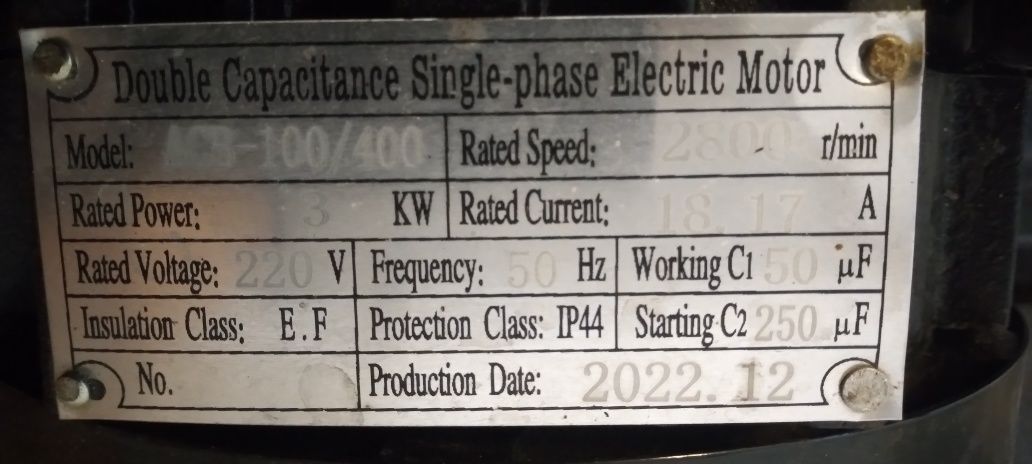 Double Capacitance Single-phase Electric Motor
Model: -100/400 Rated Speed: 2800 r/min
Rated Power: 3 KW Rated Current: 18.17 A
Rated Voltage: 220 V Frequency: 50 Hz Working C1 50 μF
Insulation Class: E.F Protection Class: IP44 Starting C2 250 μF
No. Production Date: 2022.12